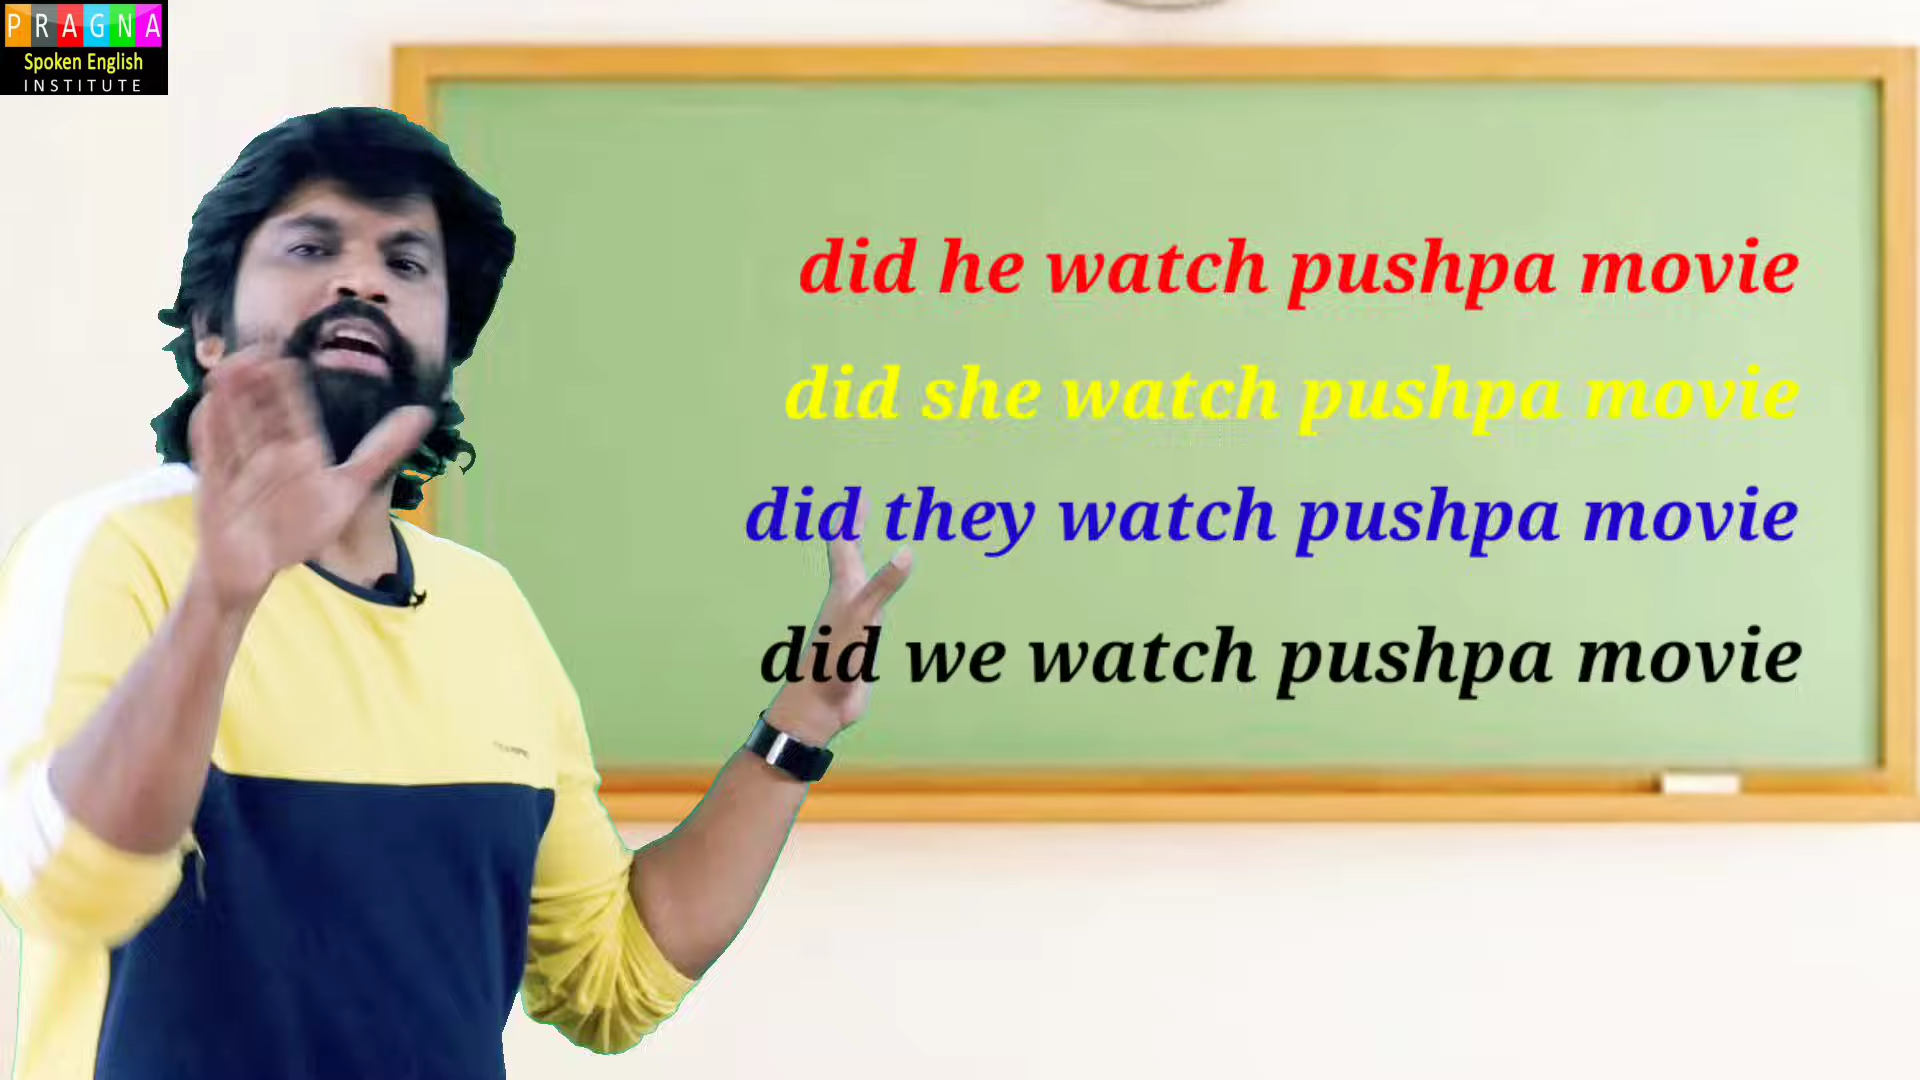 PRAGNA
Spoken English
INSTITUTE
did he watch pushpa movie
did she watch pushpa movie
did they watch pushpa movie
did we watch pushpa movie